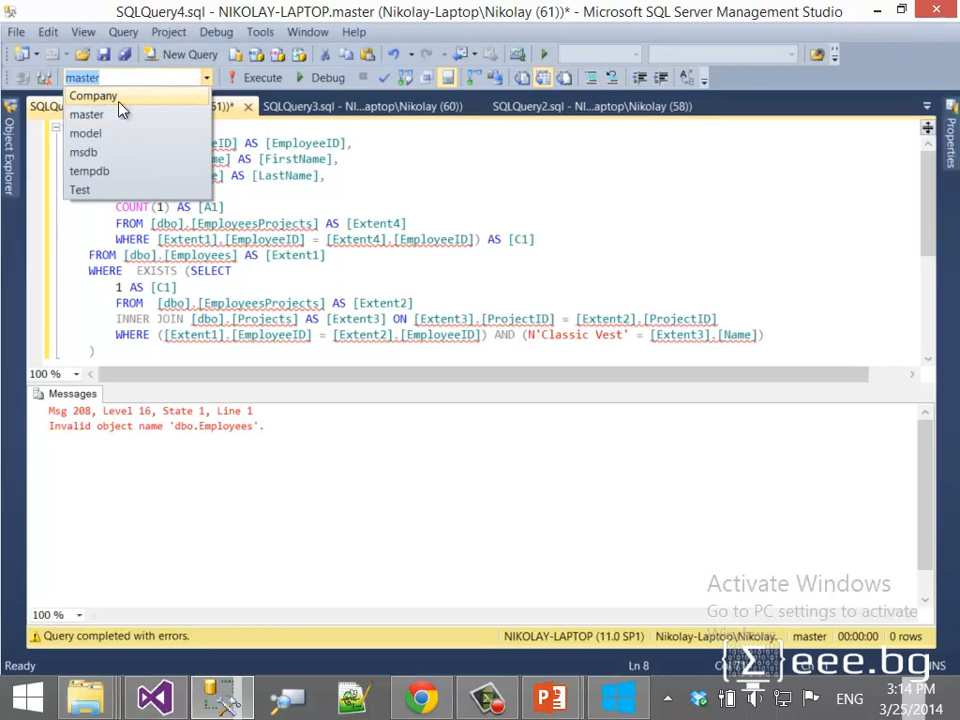 SQLQuery4.sql - NIKOLAY-LAPTOP.master (Nikolay-Laptop\Nikolay (61))* - Microsoft SQL Server Management Studio
File Edit View Query Project Debug Tools Window Help
New Query
master Execute Debug
Company
master
model
msdb
tempdb
Test
SQLQu (61))* SQLQuery3.sql - NI...aptop\Nikolay (60)) SQLQuery2.sql - NI...aptop\Nikolay (58))
Object Explorer
Properties
EmployeeID] AS [EmployeeID],
AS [FirstName],
AS [LastName],
COUNT(1) AS [A1]
FROM [dbo].[EmployeesProjects] AS [Extent4]
WHERE [Extent1].[EmployeeID] = [Extent4].[EmployeeID]) AS [C1]
FROM [dbo].[Employees] AS [Extent1]
WHERE EXISTS (SELECT
1 AS [C1]
FROM [dbo].[EmployeesProjects] AS [Extent2]
INNER JOIN [dbo].[Projects] AS [Extent3] ON [Extent3].[ProjectID] = [Extent2].[ProjectID]
WHERE ([Extent1].[EmployeeID] = [Extent2].[EmployeeID]) AND (N'Classic Vest' = [Extent3].[Name])
)
100 %
Messages
Msg 208, Level 16, State 1, Line 1
Invalid object name 'dbo.Employees'.
Activate Windows
Go to PC settings to activate
Windows.
100 %
Query completed with errors. NIKOLAY-LAPTOP (11.0 SP1) Nikolay-Laptop\Nikolay... master 00:00:00 0 rows
Ready Ln 8 INS
eee.bg
ENG 3:14 PM
3/25/2014